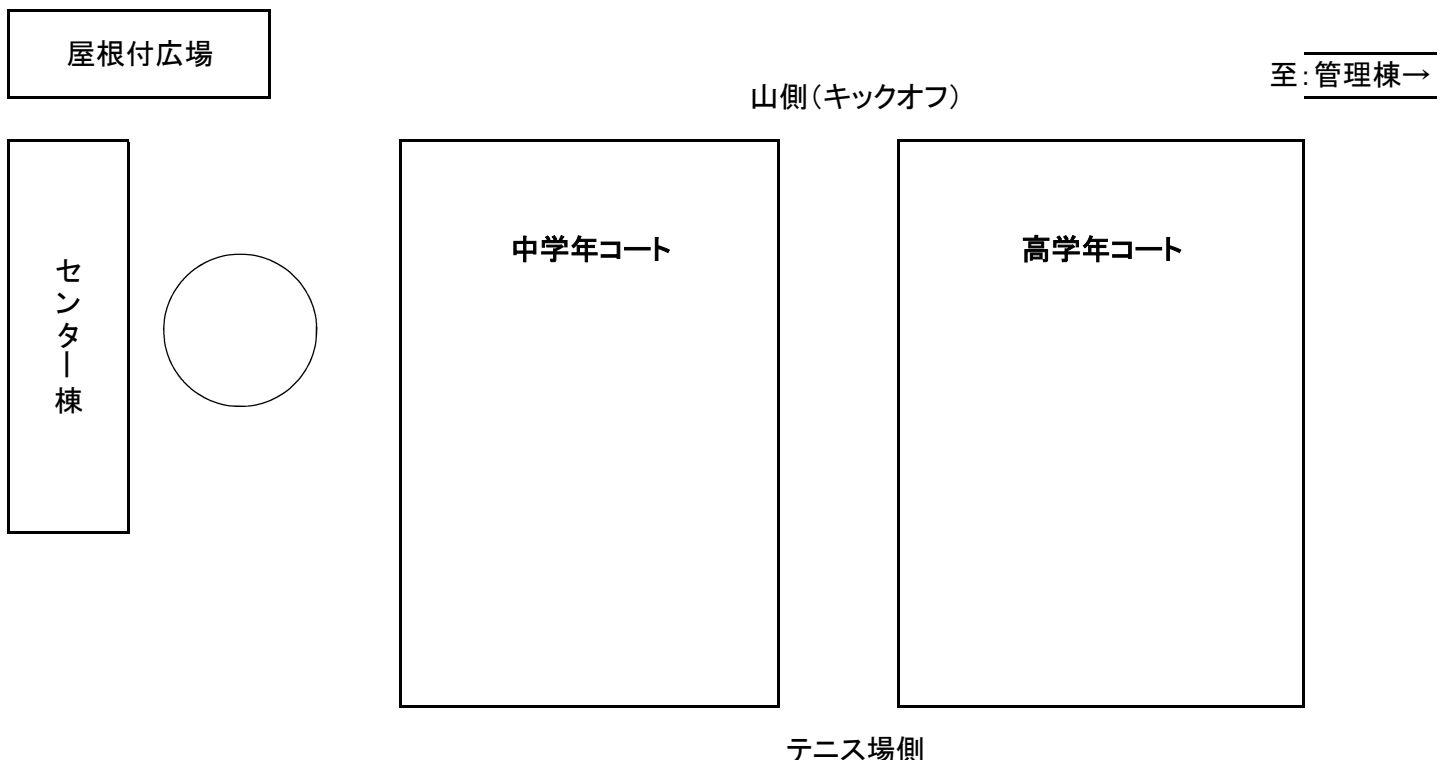 屋根付広場
至:管理棟→
山側(キックオフ)
センター棟
中学年コート
高学年コート
テニス場側